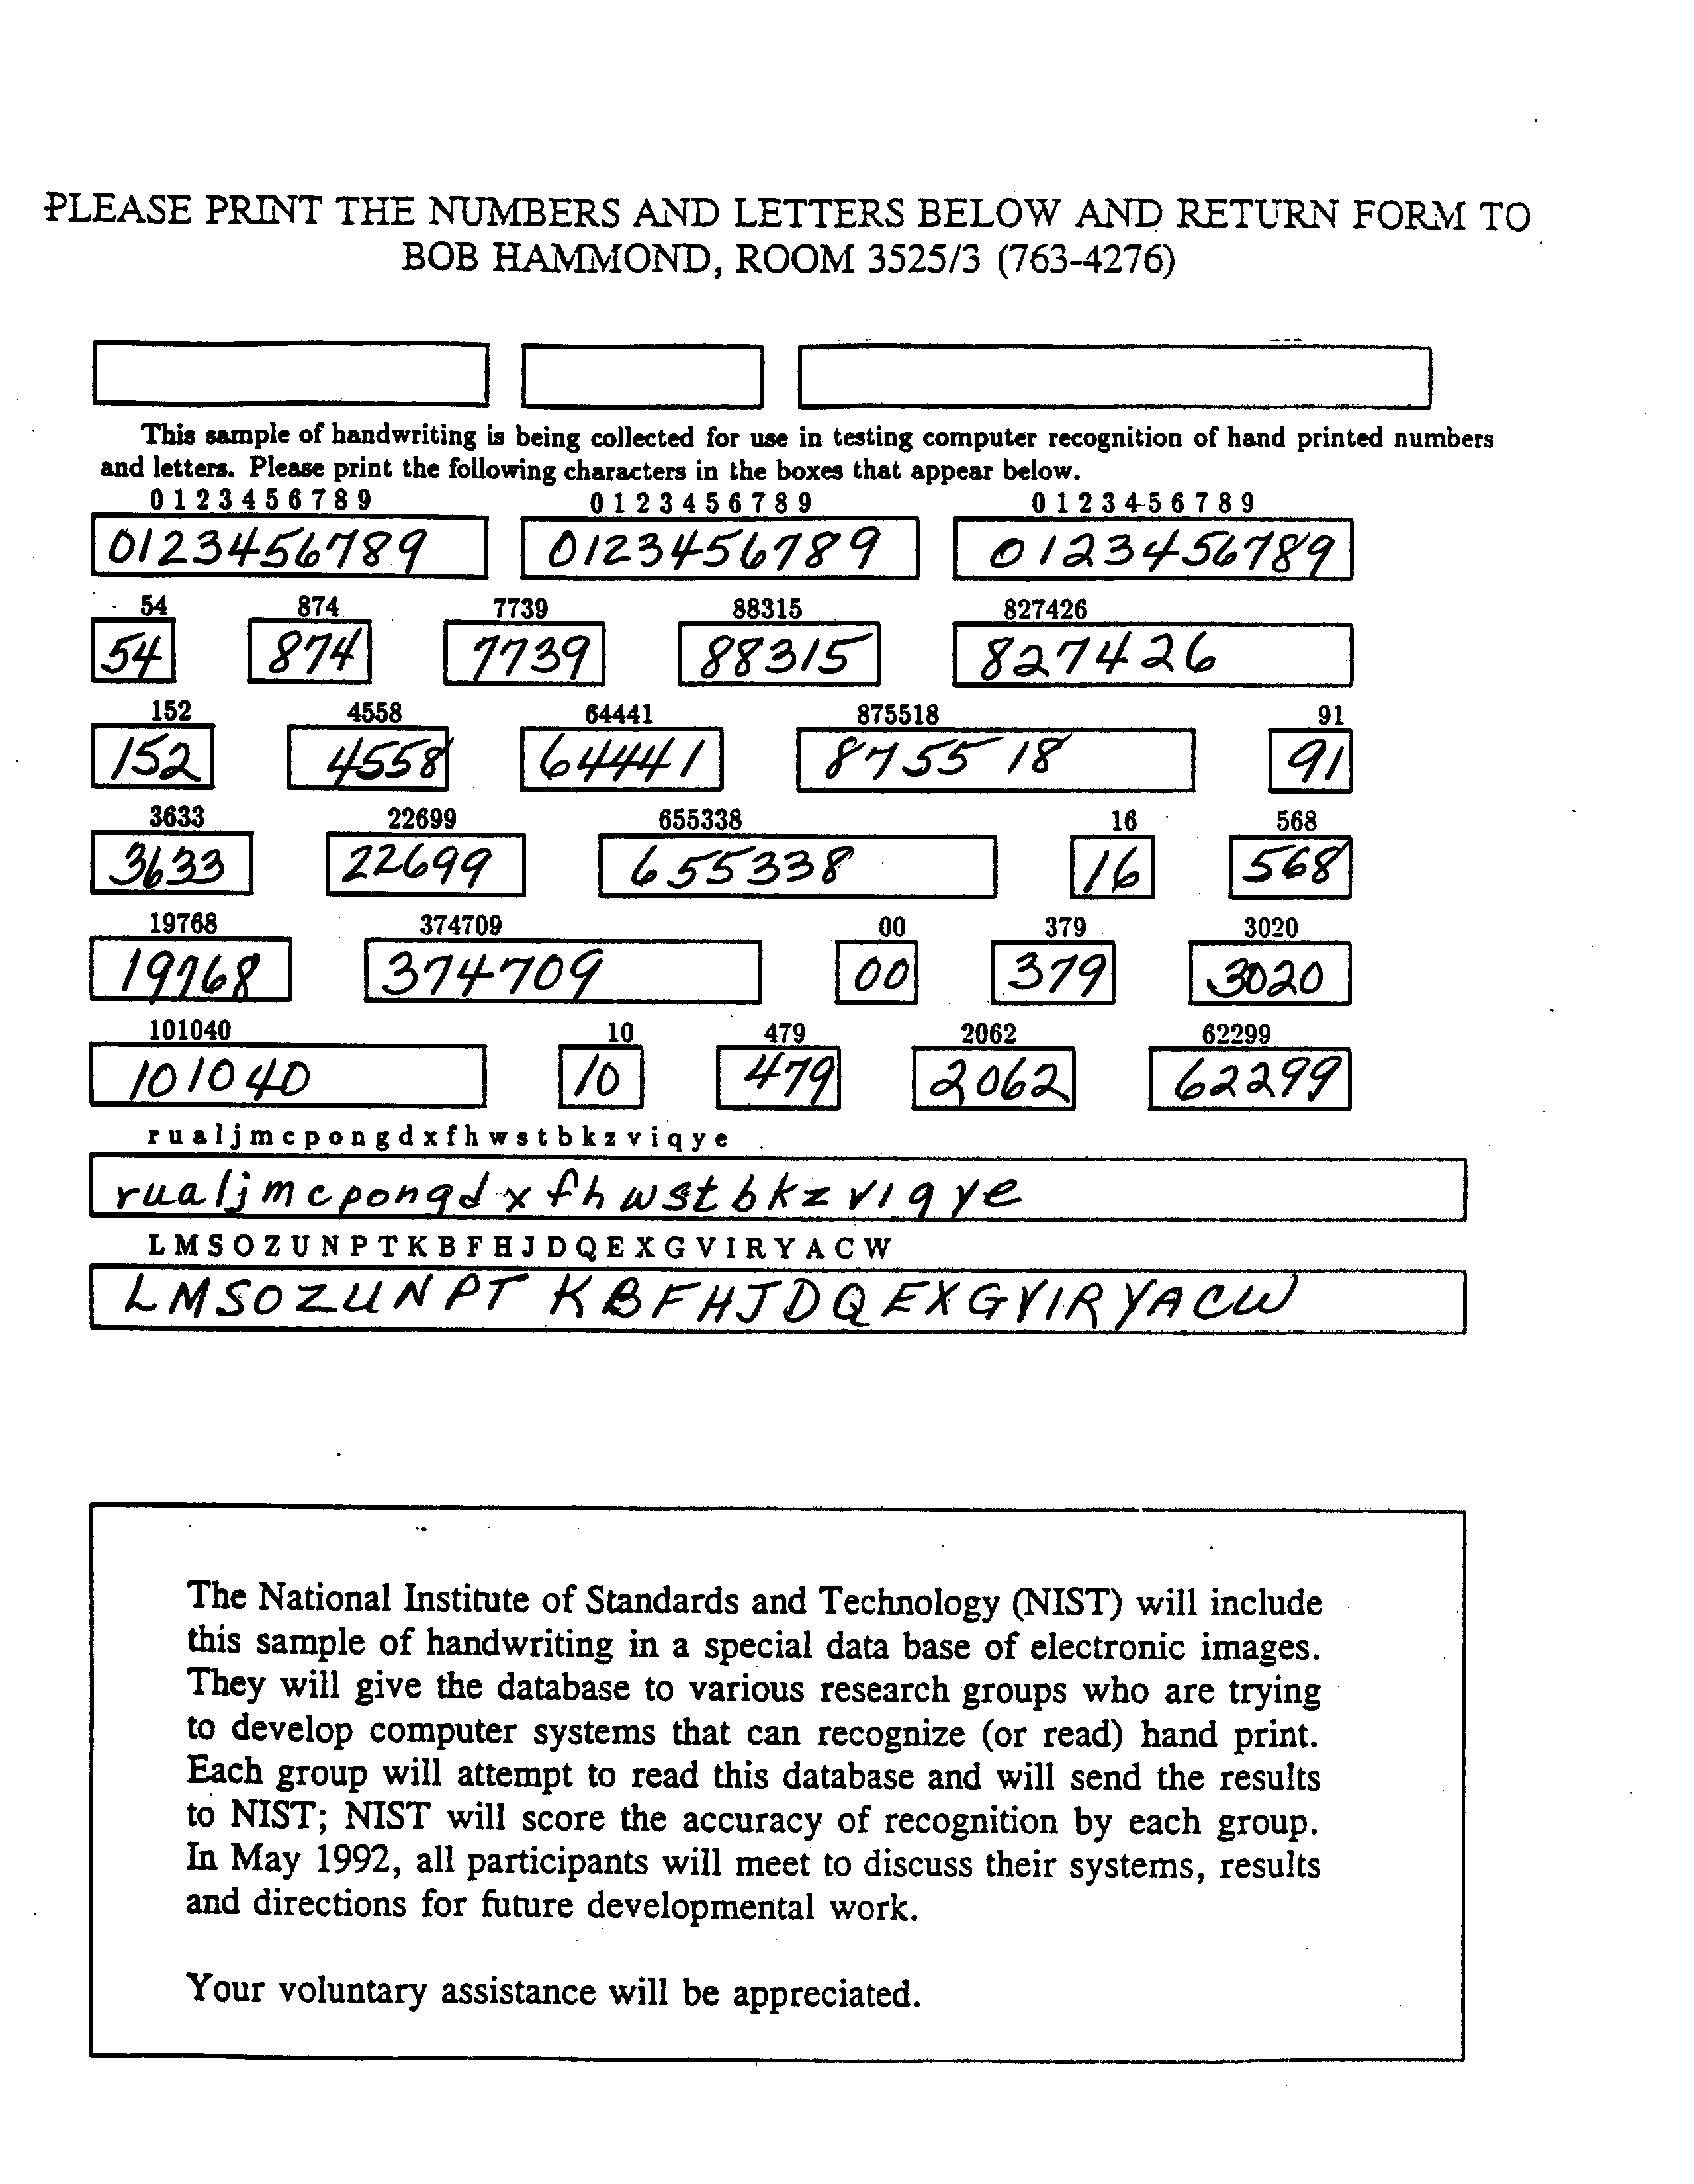 PLEASE PRINT THE NUMBERS AND LETTERS BELOW AND RETURN FORM TO
BOB HAMMOND, ROOM 3525/3 (763-4276)
This sample of handwriting is being collected for use in testing computer recognition of hand printed numbers
and letters. Please print the following characters in the boxes that appear below.
0 1 2 3 4 5 6 7 8 9 0 1 2 3 4 5 6 7 8 9 0 1 2 3 4 5 6 7 8 9
0123456789 0123456789 0123456789
54 874 7739 88315 827426
54 874 7739 88315 827426
152 4558 64441 875518 91
152 4558 64441 875518 91
3633 22699 655338 16 568
3633 22699 655338 16 568
19768 374709 00 379 3020
19768 374709 00 379 3020
101040 10 479 2062 62299
101040 10 479 2062 62299
r u a l j m c p o n g d x f h w s t b k z v i q y e
rualjmcpongdxfhwstbkzviqye
L M S O Z U N P T K B F H J D Q E X G V I R Y A C W
LMSOZUNPTKBFHJDQEXGVIRYACW
The National Institute of Standards and Technology (NIST) will include
this sample of handwriting in a special data base of electronic images.
They will give the database to various research groups who are trying
to develop computer systems that can recognize (or read) hand print.
Each group will attempt to read this database and will send the results
to NIST; NIST will score the accuracy of recognition by each group.
In May 1992, all participants will meet to discuss their systems, results
and directions for future developmental work.
Your voluntary assistance will be appreciated.